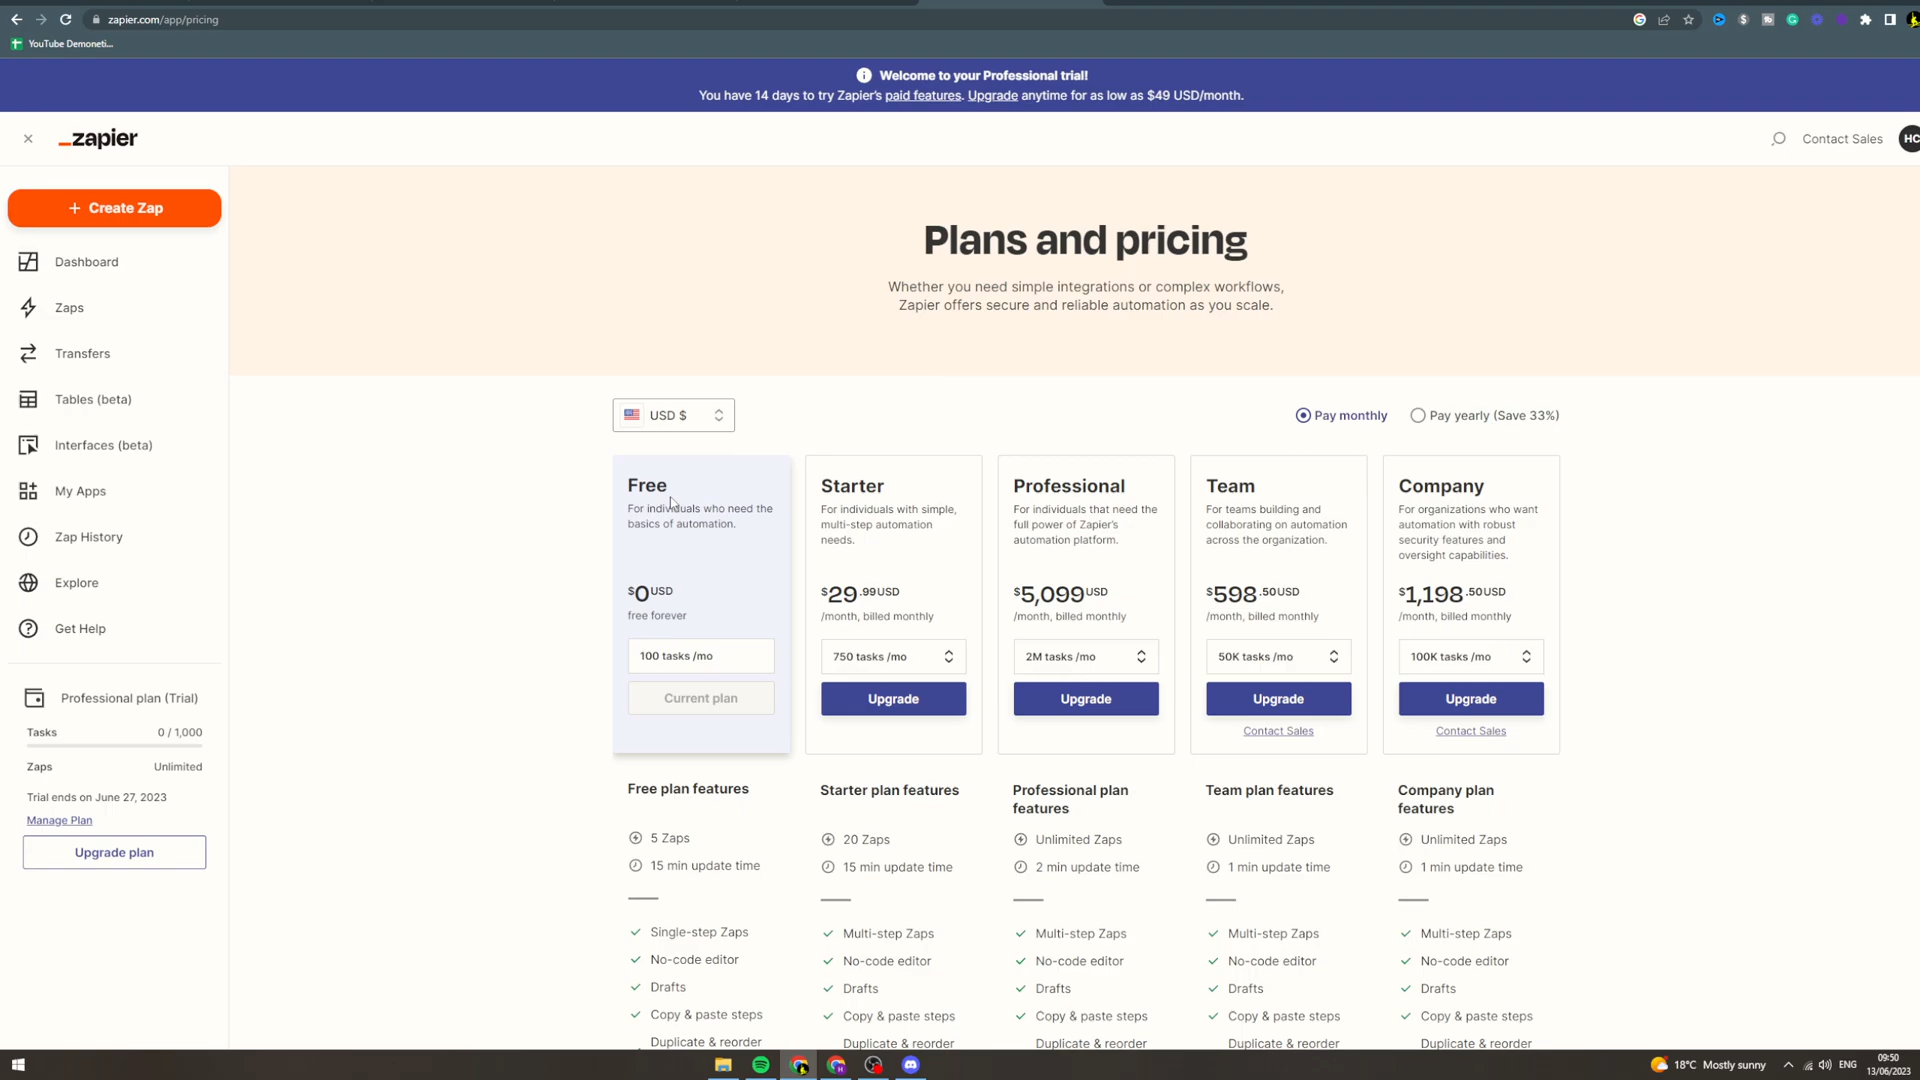 zapier.com/app/pricing
YouTube Demoneti...
Welcome to your Professional trial!
You have 14 days to try Zapier's paid features. Upgrade anytime for as low as $49 USD/month.
zapier
Contact Sales
HC
+ Create Zap
Dashboard
Zaps
Transfers
Tables (beta)
Interfaces (beta)
My Apps
Zap History
Explore
Get Help
Professional plan (Trial)
Tasks 0 / 1,000
Zaps Unlimited
Trial ends on June 27, 2023
Manage Plan
Upgrade plan
Plans and pricing
Whether you need simple integrations or complex workflows,
Zapier offers secure and reliable automation as you scale.
USD $
Pay monthly
Pay yearly (Save 33%)
Free
For individuals who need the
basics of automation.
$0USD
free forever
100 tasks /mo
Current plan
Starter
For individuals with simple,
multi-step automation
needs.
$29.99USD
/month, billed monthly
750 tasks /mo
Upgrade
Professional
For individuals that need the
full power of Zapier's
automation platform.
$5,099USD
/month, billed monthly
2M tasks /mo
Upgrade
Team
For teams building and
collaborating on automation
across the organization.
$598.50USD
/month, billed monthly
50K tasks /mo
Upgrade
Contact Sales
Company
For organizations who want
automation with robust
security features and
oversight capabilities.
$1,198.50USD
/month, billed monthly
100K tasks /mo
Upgrade
Contact Sales
Free plan features
5 Zaps
15 min update time
Single-step Zaps
No-code editor
Drafts
Copy & paste steps
Duplicate & reorder
Starter plan features
20 Zaps
15 min update time
Multi-step Zaps
No-code editor
Drafts
Copy & paste steps
Duplicate & reorder
Professional plan
features
Unlimited Zaps
2 min update time
Multi-step Zaps
No-code editor
Drafts
Copy & paste steps
Duplicate & reorder
Team plan features
Unlimited Zaps
1 min update time
Multi-step Zaps
No-code editor
Drafts
Copy & paste steps
Duplicate & reorder
Company plan
features
Unlimited Zaps
1 min update time
Multi-step Zaps
No-code editor
Drafts
Copy & paste steps
Duplicate & reorder
18°C Mostly sunny
ENG
09:50
13/06/2023